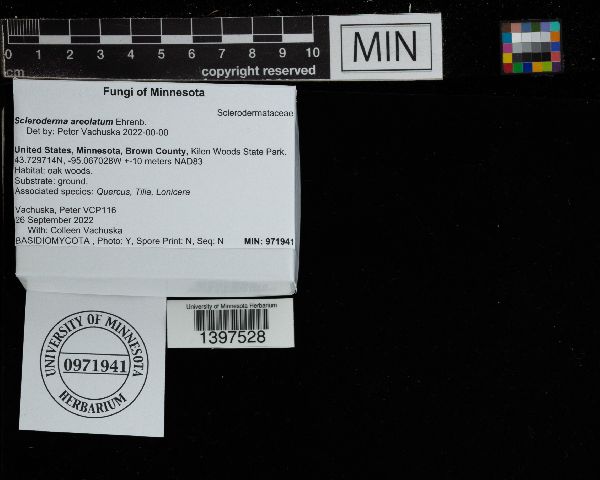 0 1 2 3 4 5 6 7 8 9 10
cm copyright reserved
MIN
Fungi of Minnesota
Sclerodermataceae
Scleroderma areolatum Ehrenb.
Det by: Peter Vachuska 2022-00-00
United States, Minnesota, Brown County, Kilen Woods State Park.
43.729714N, -95.067028W +-10 meters NAD83
Habitat: oak woods.
Substrate: ground.
Associated species: Quercus, Tilia, Lonicera
Vachuska, Peter VCP116
26 September 2022
With: Colleen Vachuska
BASIDIOMYCOTA , Photo: Y, Spore Print: N, Seq: N MIN: 971941
University of Minnesota Herbarium
1397528
UNIVERSITY OF MINNESOTA
0971941
HERBARIUM